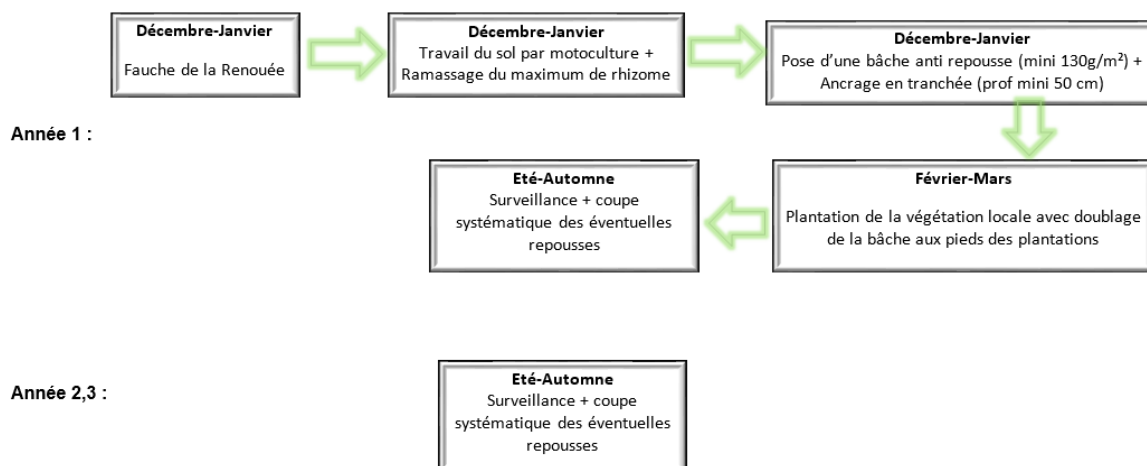 Décembre-Janvier
Fauche de la Renouée
Décembre-Janvier
Travail du sol par motoculture +
Ramassage du maximum de rhizome
Décembre-Janvier
Pose d'une bâche anti repousse (mini 130g/m²) +
Ancrage en tranchée (prof mini 50 cm)
Année 1 :
Février-Mars
Plantation de la végétation locale avec doublage
de la bâche aux pieds des plantations
Eté-Automne
Surveillance + coupe
systématique des éventuelles
repousses
Année 2,3 :
Eté-Automne
Surveillance + coupe
systématique des éventuelles
repousses